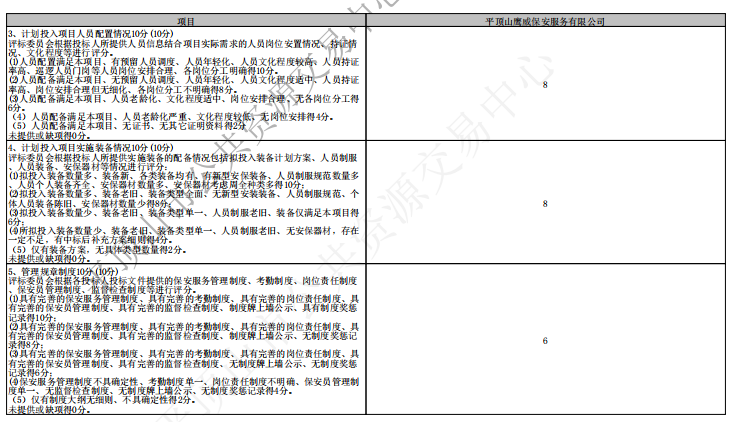 项目 平顶山鹰威保安服务有限公司
3、计划投入项目人员配置情况10分(10分)
评标委员会根据投标人所提供人员信息结合项目实际需求的人员岗位安置情况、持证情
况、文化程度等进行评分。
(1)人员配置满足本项目、有预留人员调度、人员年轻化、人员文化程度较高、人员持证
率高、巡逻人员门岗等人员岗位安排合理、各岗位分工明确得10分。
(2)人员配备满足本项目、无预留人员调度、人员年轻化、人员文化程度适中、人员持证
率高、岗位安排合理但无细化、各岗位分工不明确得8分。
(3)人员配备满足本项目、人员老龄化、文化程度适中、岗位安排合理、无各岗位分工得
6分。
(4)人员配备满足本项目、人员老龄化严重、文化程度较低、无岗位安排得4分。
(5)人员配备满足本项目、无证书、无其它证明资料得2分
未提供或缺项得0分。
8
4、计划投入项目实施装备情况10分(10分)
评标委员会根据投标人所提供实施装备的配备情况包括拟投入装备计划方案、人员制服
、人员装备、安保器材等情况进行评分:
(1)拟投入装备数量多、装备新、各类装备均有、有新型安保装备、人员制服规范数量多
、人员个人装备齐全、安保器材数量多、安保器材考虑周全种类多得10分;
(2)拟投入装备数量多、装备老旧、装备类型全面、无新型安装装备、人员制服规范、个
体人员装备陈旧、安保器材数量少得8分;
(3)拟投入装备数量少、装备老旧、装备类型单一、人员制服老旧、装备仅满足本项目得
6分;
(4)所拟投入装备数量少、装备老旧、装备类型单一、人员制服老旧、无安保器材,存在
一定不足,有中标后补充方案细则得4分。
(5)仅有装备方案,无具体类型数量得2分。
未提供或缺项得0分。
8
5、管理规章制度10分(10分)
评标委员会根据各投标人投标文件提供的保安服务管理制度、考勤制度、岗位责任制度
、保安员管理制度、监督检查制度等进行评分。
(1)具有完善的保安服务管理制度、具有完善的考勤制度、具有完善的岗位责任制度、具
有完善的保安员管理制度、具有完善的监督检查制度、制度牌上墙公示、具有制度奖惩
记录得10分;
(2)具有完善的保安服务管理制度、具有完善的考勤制度、具有完善的岗位责任制度、具
有完善的保安员管理制度、具有完善的监督检查制度、制度牌上墙公示、无制度奖惩记
录得8分;
(3)具有完善的保安服务管理制度、具有完善的考勤制度、具有完善的岗位责任制度、具
有完善的保安员管理制度、具有完善的监督检查制度、无制度牌上墙公示、无制度奖惩
记录得6分;
(4)保安服务管理制度不具确定性、考勤制度单一、岗位责任制度不明确、保安员管理制
度单一、无监督检查制度、无制度牌上墙公示、无制度奖惩记录得4分。
(5)仅有制度大纲无细则、不具确定性得2分。
未提供或缺项得0分。
6